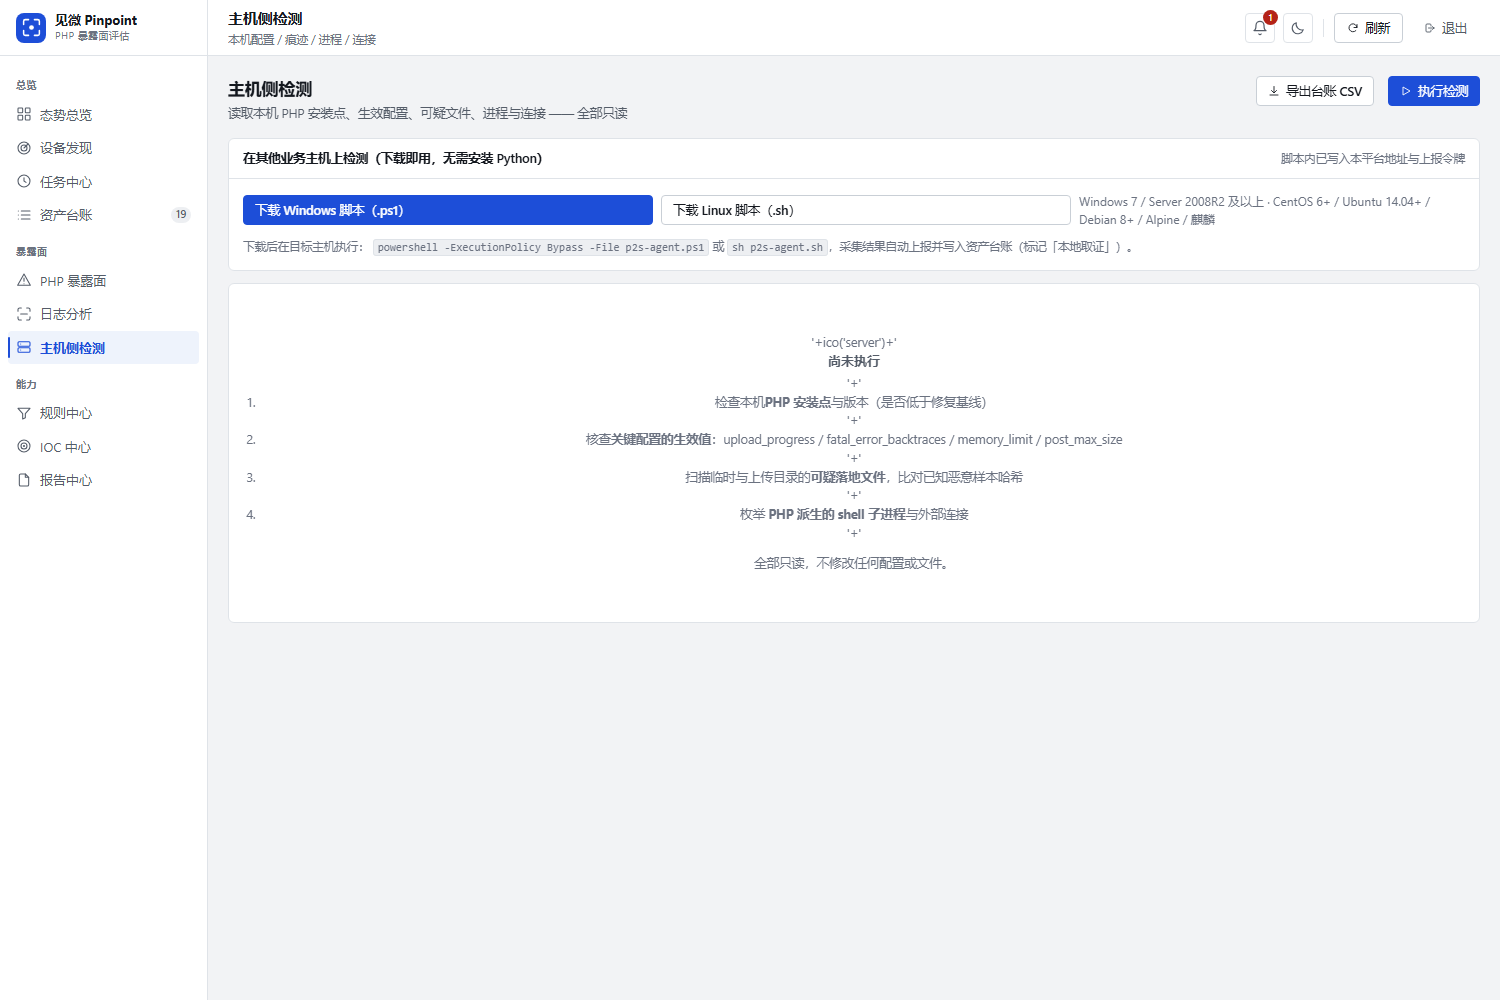 见微 Pinpoint
PHP 暴露面评估
总览
态势总览
设备发现
任务中心
资产台账
19
暴露面
PHP 暴露面
日志分析
主机侧检测
能力
规则中心
IOC 中心
报告中心
主机侧检测
本机配置 / 痕迹 / 进程 / 连接
1
刷新
退出
主机侧检测
读取本机 PHP 安装点、生效配置、可疑文件、进程与连接 —— 全部只读
导出台账 CSV
执行检测
在其他业务主机上检测（下载即用，无需安装 Python）
脚本内已写入本平台地址与上报令牌
下载 Windows 脚本（.ps1）
下载 Linux 脚本（.sh）
Windows 7 / Server 2008R2 及以上 · CentOS 6+ / Ubuntu 14.04+ /
Debian 8+ / Alpine / 麒麟
下载后在目标主机执行： powershell -ExecutionPolicy Bypass -File p2s-agent.ps1 或 sh p2s-agent.sh，采集结果自动上报并写入资产台账（标记「本地取证」）。
'+ico('server')+'
尚未执行
'+'
1. 检查本机PHP 安装点与版本（是否低于修复基线）
'+'
2. 核查关键配置的生效值：upload_progress / fatal_error_backtraces / memory_limit / post_max_size
'+'
3. 扫描临时与上传目录的可疑落地文件，比对已知恶意样本哈希
'+'
4. 枚举 PHP 派生的 shell 子进程与外部连接
'+'
全部只读，不修改任何配置或文件。